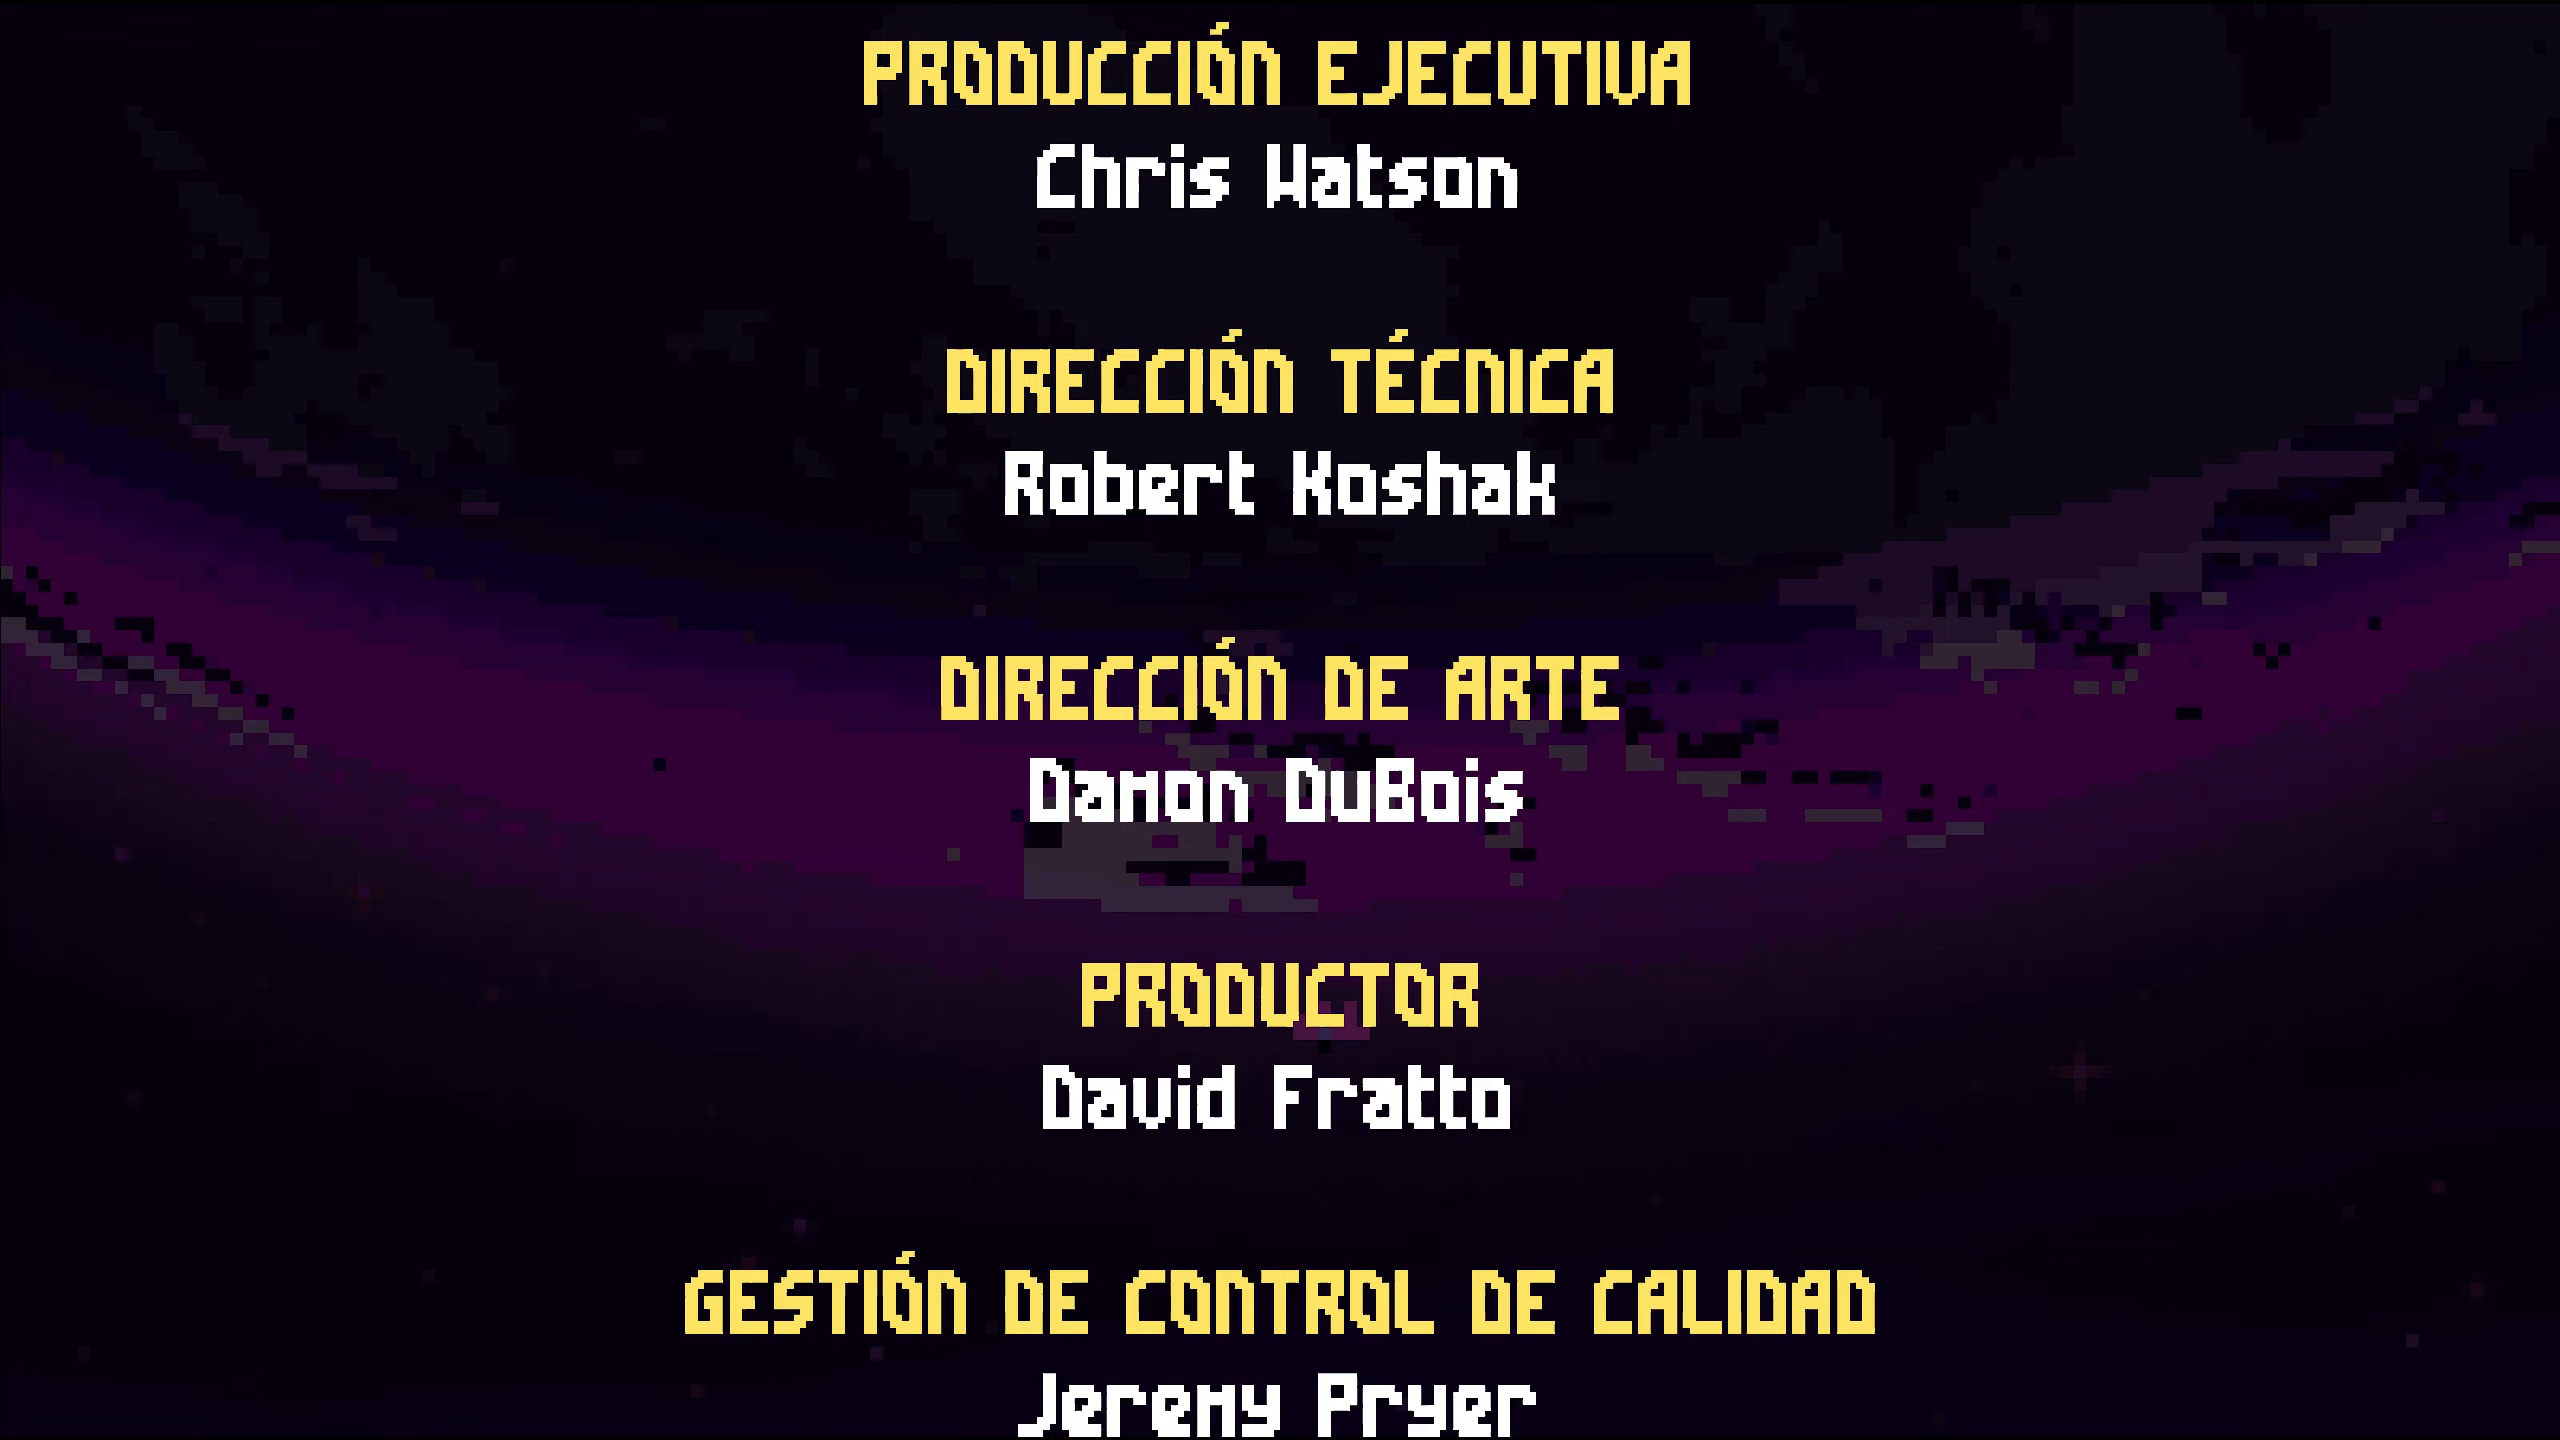 PRODUCCIÓN EJECUTIVA
Chris Watson
DIRECCIÓN TÉCNICA
Robert Koshak
DIRECCIÓN DE ARTE
Damon DuBois
PRODUCTOR
David Fratto
GESTIÓN DE CONTROL DE CALIDAD
Jeremy Pryer